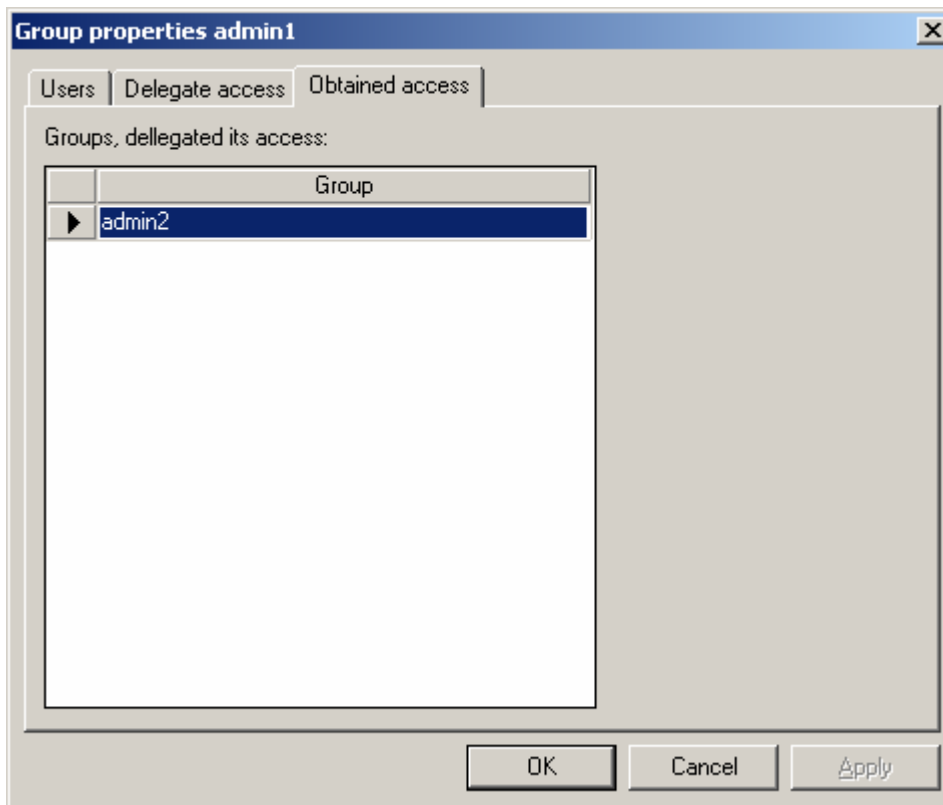 Group properties admin1
Users Delegate access Obtained access
Groups, dellegated its access:
Group
admin2
OK Cancel Apply